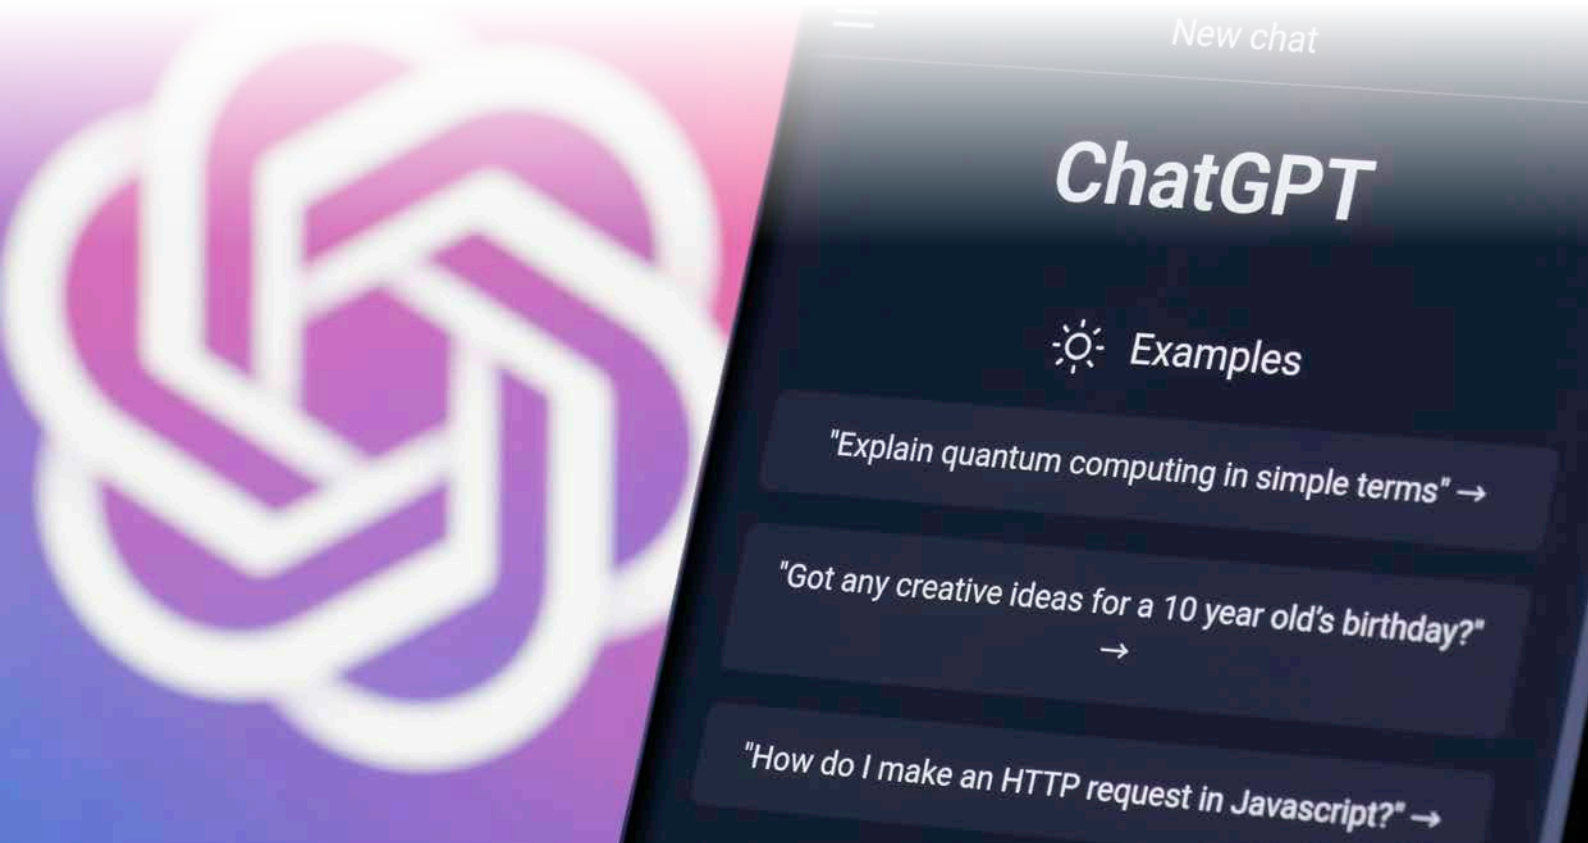 New chat
ChatGPT
Examples
"Explain quantum computing in simple terms" →
"Got any creative ideas for a 10 year old's birthday?"
→
"How do I make an HTTP request in Javascript?" →